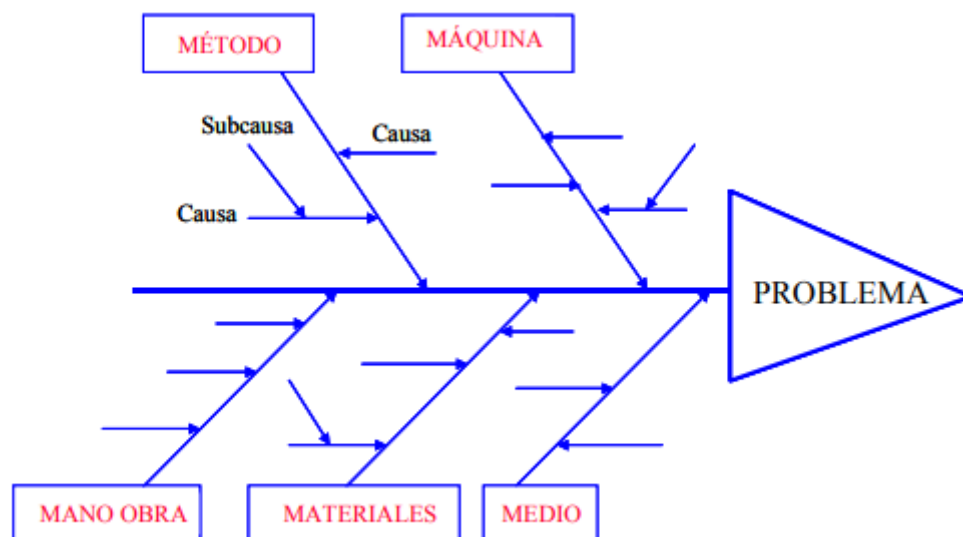 MÉTODO
MÁQUINA
Subcausa
Causa
Causa
PROBLEMA
MANO OBRA
MATERIALES
MEDIO